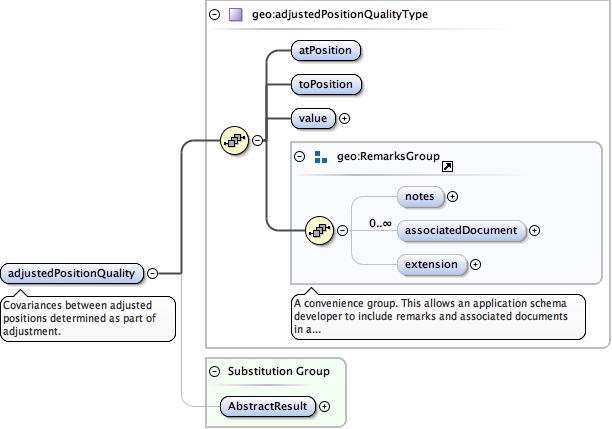 geo:adjustedPositionQualityType
atPosition
toPosition
value
geo:RemarksGroup
notes
0..∞
associatedDocument
extension
A convenience group. This allows an application schema
developer to include remarks and associated documents
in a...
adjustedPositionQuality
Covariances between adjusted
positions determined as part of
adjustment.
Substitution Group
AbstractResult